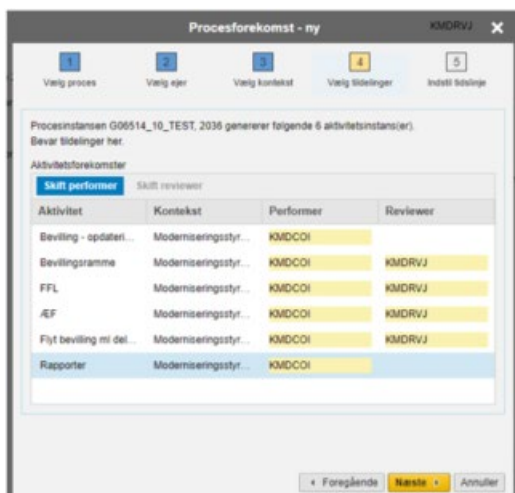 Procesforekomst - ny KMDRVJ
1 2 3 4 5
Vælg proces Vælg ejer Vælg kontekst Vælg tildelinger Indstil tidslinje
Procesinstansen G06514_10_TEST, 2036 genererer følgende 6 aktivitetsinstans(er).
Bevar tildelinger her.
Aktivitetsforekomster
Skift performer Skift reviewer
Aktivitet Kontekst Performer Reviewer
Bevilling - opdateri... Moderniseringsstyr... KMDCOI
Bevillingsramme Moderniseringsstyr... KMDCOI KMDRVJ
FFL Moderniseringsstyr... KMDCOI KMDRVJ
ÆF Moderniseringsstyr... KMDCOI KMDRVJ
Flyt bevilling ml del... Moderniseringsstyr... KMDCOI KMDRVJ
Rapporter Moderniseringsstyr... KMDCOI
Foregående Næste Annuller